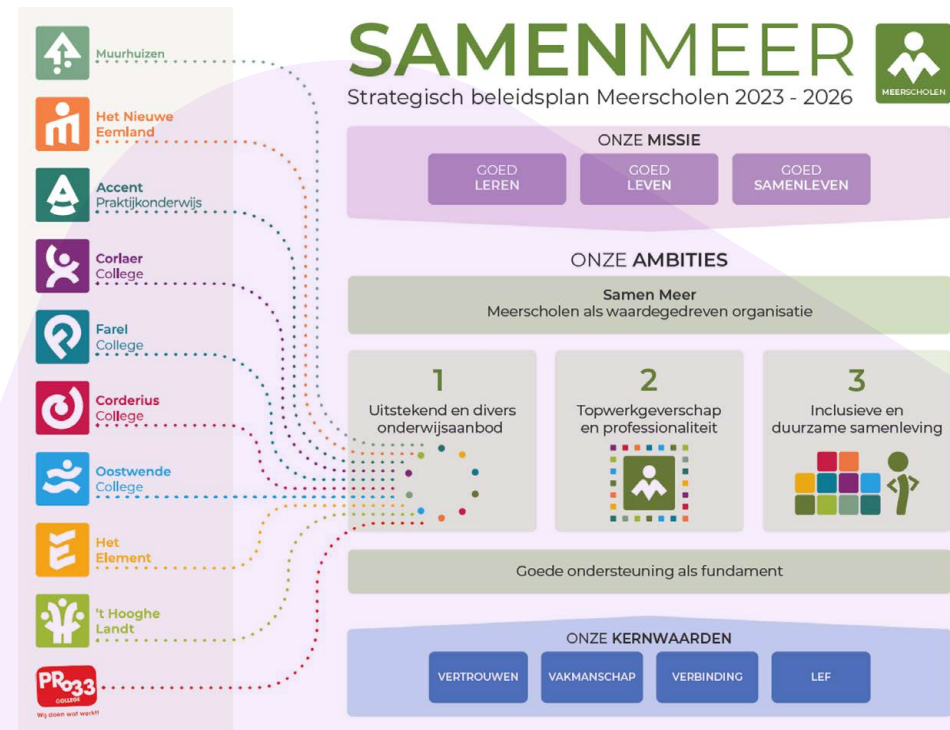 Muurhuizen
Het Nieuwe
Eemland
Accent
Praktijkonderwijs
Corlaer
College
Farel
College
Corderius
College
Oostwende
College
Het
Element
't Hooghe
Landt
PRO33
COLLEGE
Wij doen wat werkt!
SAMENMEER
Strategisch beleidsplan Meerscholen 2023 - 2026
MEERSCHOLEN
ONZE MISSIE
GOED
LEREN
GOED
LEVEN
GOED
SAMENLEVEN
ONZE AMBITIES
Samen Meer
Meerscholen als waardegedreven organisatie
1
Uitstekend en divers
onderwijsaanbod
2
Topwerkgeverschap
en professionaliteit
3
Inclusieve en
duurzame samenleving
Goede ondersteuning als fundament
ONZE KERNWAARDEN
VERTROUWEN
VAKMANSCHAP
VERBINDING
LEF